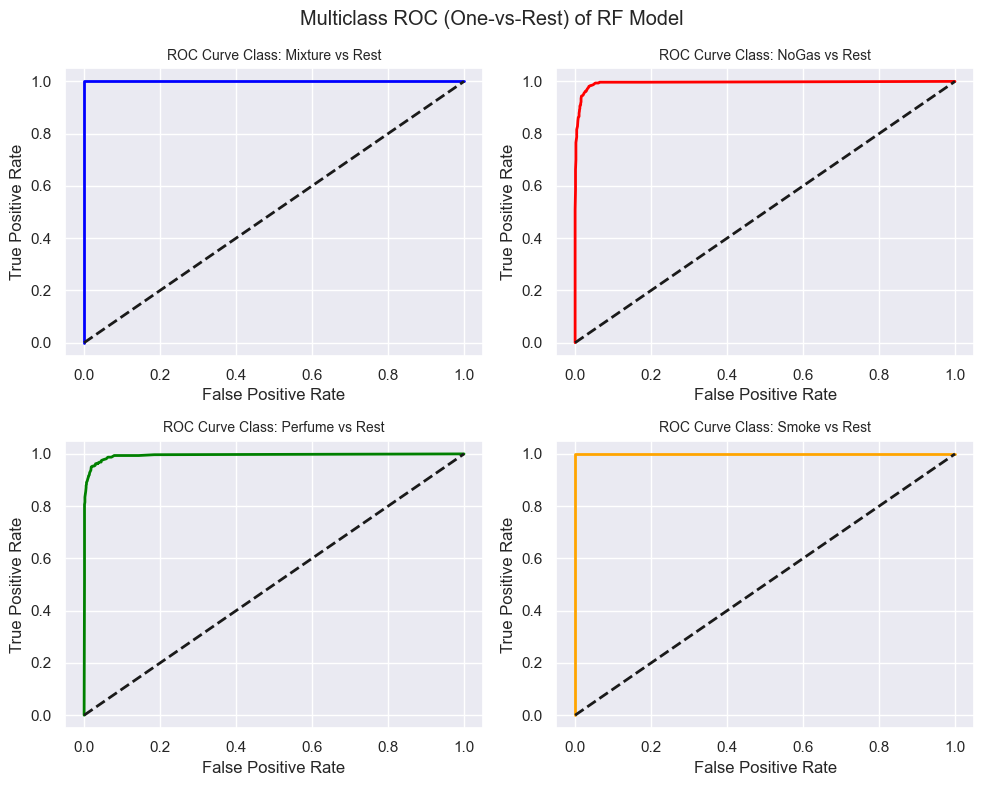 Multiclass ROC (One-vs-Rest) of RF Model
ROC Curve Class: Mixture vs Rest
1.0
0.8
0.6
0.4
0.2
0.0
True Positive Rate
0.0 0.2 0.4 0.6 0.8 1.0
False Positive Rate
ROC Curve Class: NoGas vs Rest
1.0
0.8
0.6
0.4
0.2
0.0
True Positive Rate
0.0 0.2 0.4 0.6 0.8 1.0
False Positive Rate
ROC Curve Class: Perfume vs Rest
1.0
0.8
0.6
0.4
0.2
0.0
True Positive Rate
0.0 0.2 0.4 0.6 0.8 1.0
False Positive Rate
ROC Curve Class: Smoke vs Rest
1.0
0.8
0.6
0.4
0.2
0.0
True Positive Rate
0.0 0.2 0.4 0.6 0.8 1.0
False Positive Rate